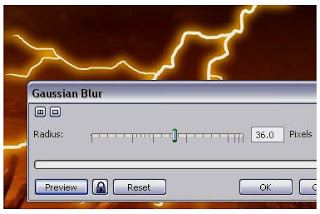 Gaussian Blur
Radius: 36.0 Pixels
Preview Reset OK